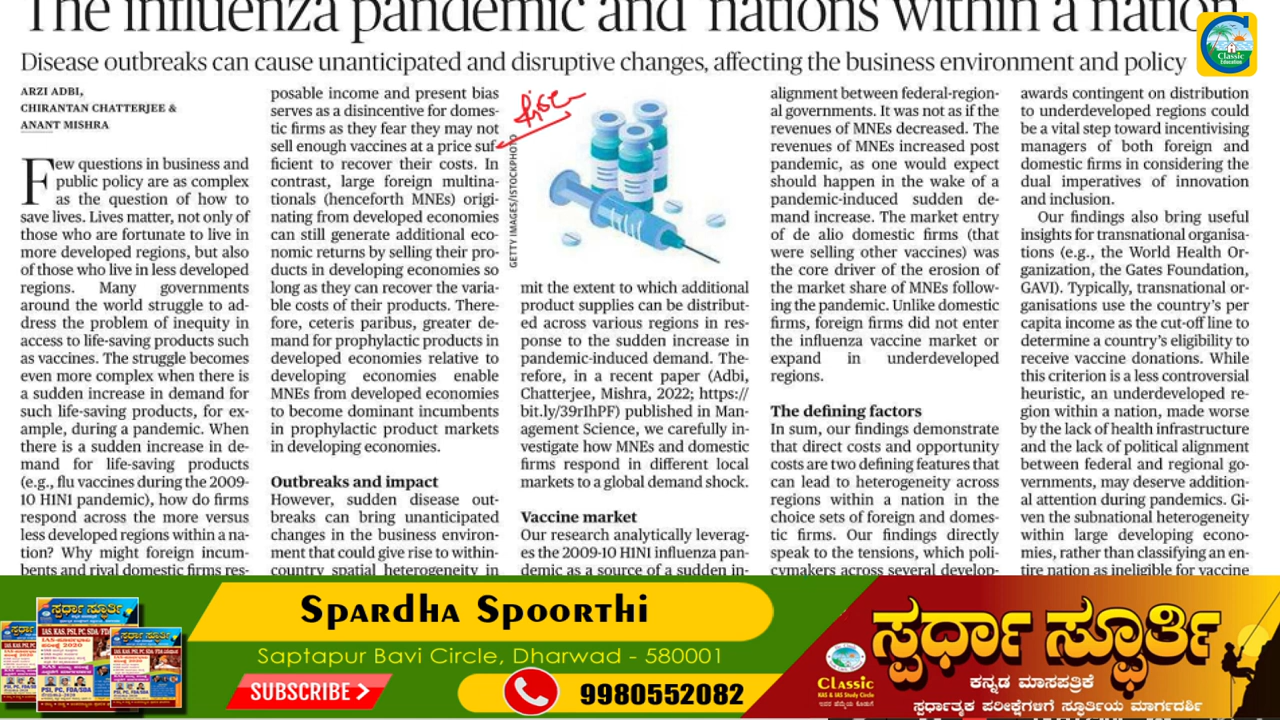 The influenza pandemic and 'nations within a nation'
Disease outbreaks can cause unanticipated and disruptive changes, affecting the business environment and policy
Classic
Education
ARZI ADBI,
CHIRANTAN CHATTERJEE &
ANANT MISHRA
Few questions in business and
public policy are as complex
as the question of how to
save lives. Lives matter, not only of
those who are fortunate to live in
more developed regions, but also
of those who live in less developed
regions. Many governments
around the world struggle to ad-
dress the problem of inequity in
access to life-saving products such
as vaccines. The struggle becomes
even more complex when there is
a sudden increase in demand for
such life-saving products, for ex-
ample, during a pandemic. When
there is a sudden increase in de-
mand for life-saving products
(e.g., flu vaccines during the 2009-
10 H1N1 pandemic), how do firms
respond across the more versus
less developed regions within a na-
tion? Why might foreign incum-
bents and rival domestic firms res-
posable income and present bias
serves as a disincentive for domes-
tic firms as they fear they may not
sell enough vaccines at a price suf-
ficient to recover their costs. In
contrast, large foreign multina-
tionals (henceforth MNEs) origi-
nating from developed economies
can still generate additional eco-
nomic returns by selling their pro-
ducts in developing economies so
long as they can recover the varia-
ble costs of their products. There-
fore, ceteris paribus, greater de-
mand for prophylactic products in
developed economies relative to
developing economies enable
MNEs from developed economies
to become dominant incumbents
in prophylactic product markets
in developing economies.
Outbreaks and impact
However, sudden disease out-
breaks can bring unanticipated
changes in the business environ-
ment that could give rise to within-
country spatial heterogeneity in
GETTY IMAGES/ISTOCKPHOTO
mit the extent to which additional
product supplies can be distribut-
ed across various regions in res-
ponse to the sudden increase in
pandemic-induced demand. The-
refore, in a recent paper (Adbi,
Chatterjee, Mishra, 2022; https://
bit.ly/39rIhPF) published in Man-
agement Science, we carefully in-
vestigate how MNEs and domestic
firms respond in different local
markets to a global demand shock.
Vaccine market
Our research analytically leverag-
es the 2009-10 H1N1 influenza pan-
demic as a source of a sudden in-
alignment between federal-region-
al governments. It was not as if the
revenues of MNEs decreased. The
revenues of MNEs increased post
pandemic, as one would expect
should happen in the wake of a
pandemic-induced sudden de-
mand increase. The market entry
of de alio domestic firms (that
were selling other vaccines) was
the core driver of the erosion of
the market share of MNEs follow-
ing the pandemic. Unlike domestic
firms, foreign firms did not enter
the influenza vaccine market or
expand in underdeveloped
regions.
The defining factors
In sum, our findings demonstrate
that direct costs and opportunity
costs are two defining features that
can lead to heterogeneity across
regions within a nation in the
choice sets of foreign and domes-
tic firms. Our findings directly
speak to the tensions, which poli-
cymakers across several develop-
awards contingent on distribution
to underdeveloped regions could
be a vital step toward incentivising
managers of both foreign and
domestic firms in considering the
dual imperatives of innovation
and inclusion.
Our findings also bring useful
insights for transnational organisa-
tions (e.g., the World Health Or-
ganization, the Gates Foundation,
GAVI). Typically, transnational or-
ganisations use the country's per
capita income as the cut-off line to
determine a country's eligibility to
receive vaccine donations. While
this criterion is a less controversial
heuristic, an underdeveloped re-
gion within a nation, made worse
by the lack of health infrastructure
and the lack of political alignment
between federal and regional go-
vernments, may deserve addition-
al attention during pandemics. Gi-
ven the subnational heterogeneity
within large developing econo-
mies, rather than classifying an en-
tire nation as ineligible for vaccine
Spardha Spoorthi
Saptapur Bavi Circle, Dharwad - 580001
SUBSCRIBE
9980552082
Classic
KAS & IAS Study Circle
ಸ್ಪರ್ಧಾ ಸ್ಫೂರ್ತಿ
ಕನ್ನಡ ಮಾಸಪತ್ರಿಕೆ
ಸ್ಪರ್ಧಾತ್ಮಕ ಪರೀಕ್ಷೆಗಳಿಗೆ ಸ್ಫೂರ್ತಿಯ ಮಾರ್ಗದರ್ಶಿ